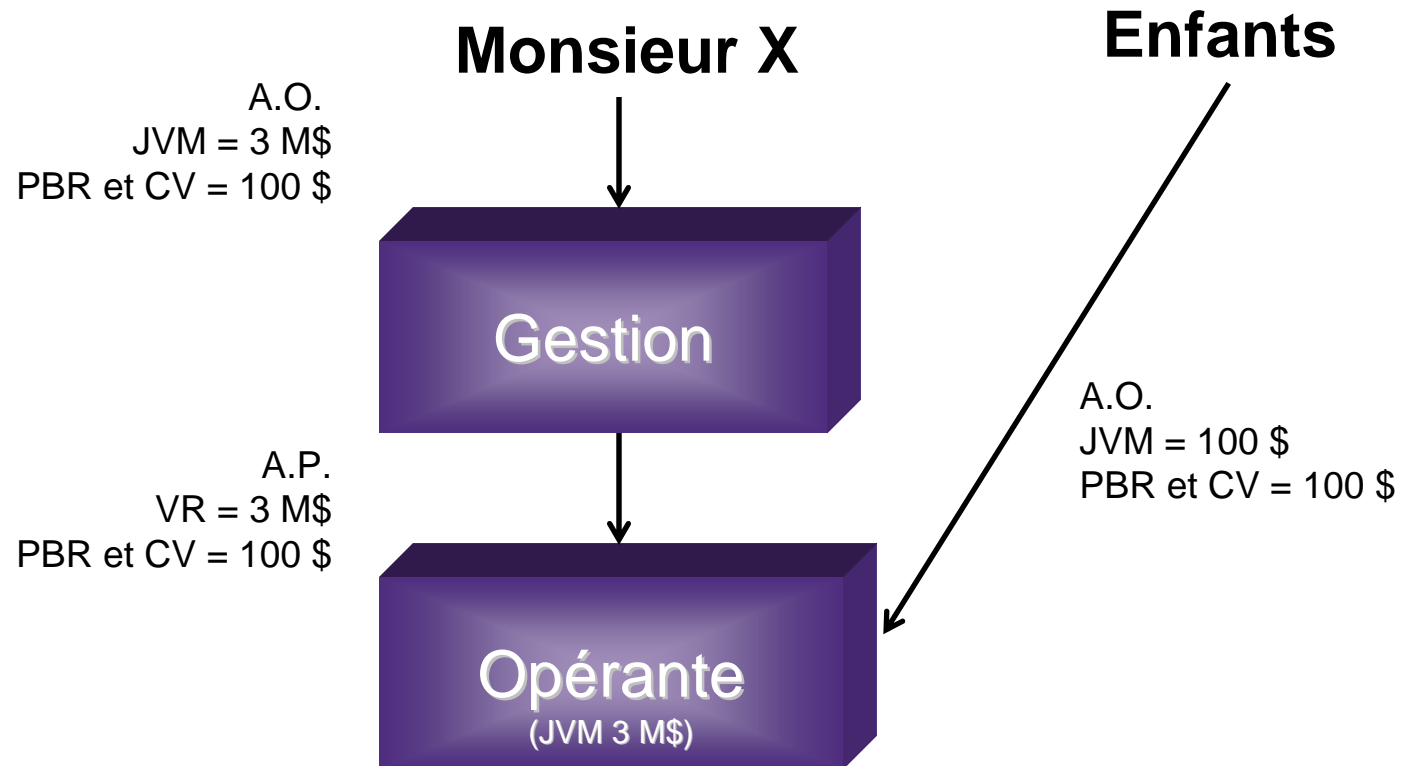 Monsieur X
Enfants
A.O.
JVM = 3 M$
PBR et CV = 100 $
Gestion
A.O.
JVM = 100 $
PBR et CV = 100 $
A.P.
VR = 3 M$
PBR et CV = 100 $
Opérante
(JVM 3 M$)